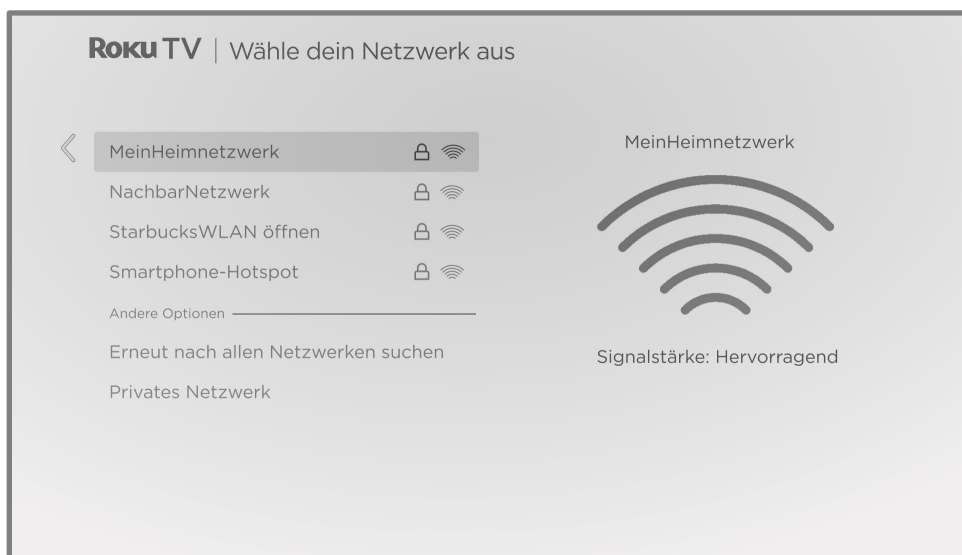 Roku TV | Wähle dein Netzwerk aus
MeinHeimnetzwerk
NachbarNetzwerk
StarbucksWLAN öffnen
Smartphone-Hotspot
Andere Optionen
Erneut nach allen Netzwerken suchen
Privates Netzwerk
MeinHeimnetzwerk
Signalstärke: Hervorragend